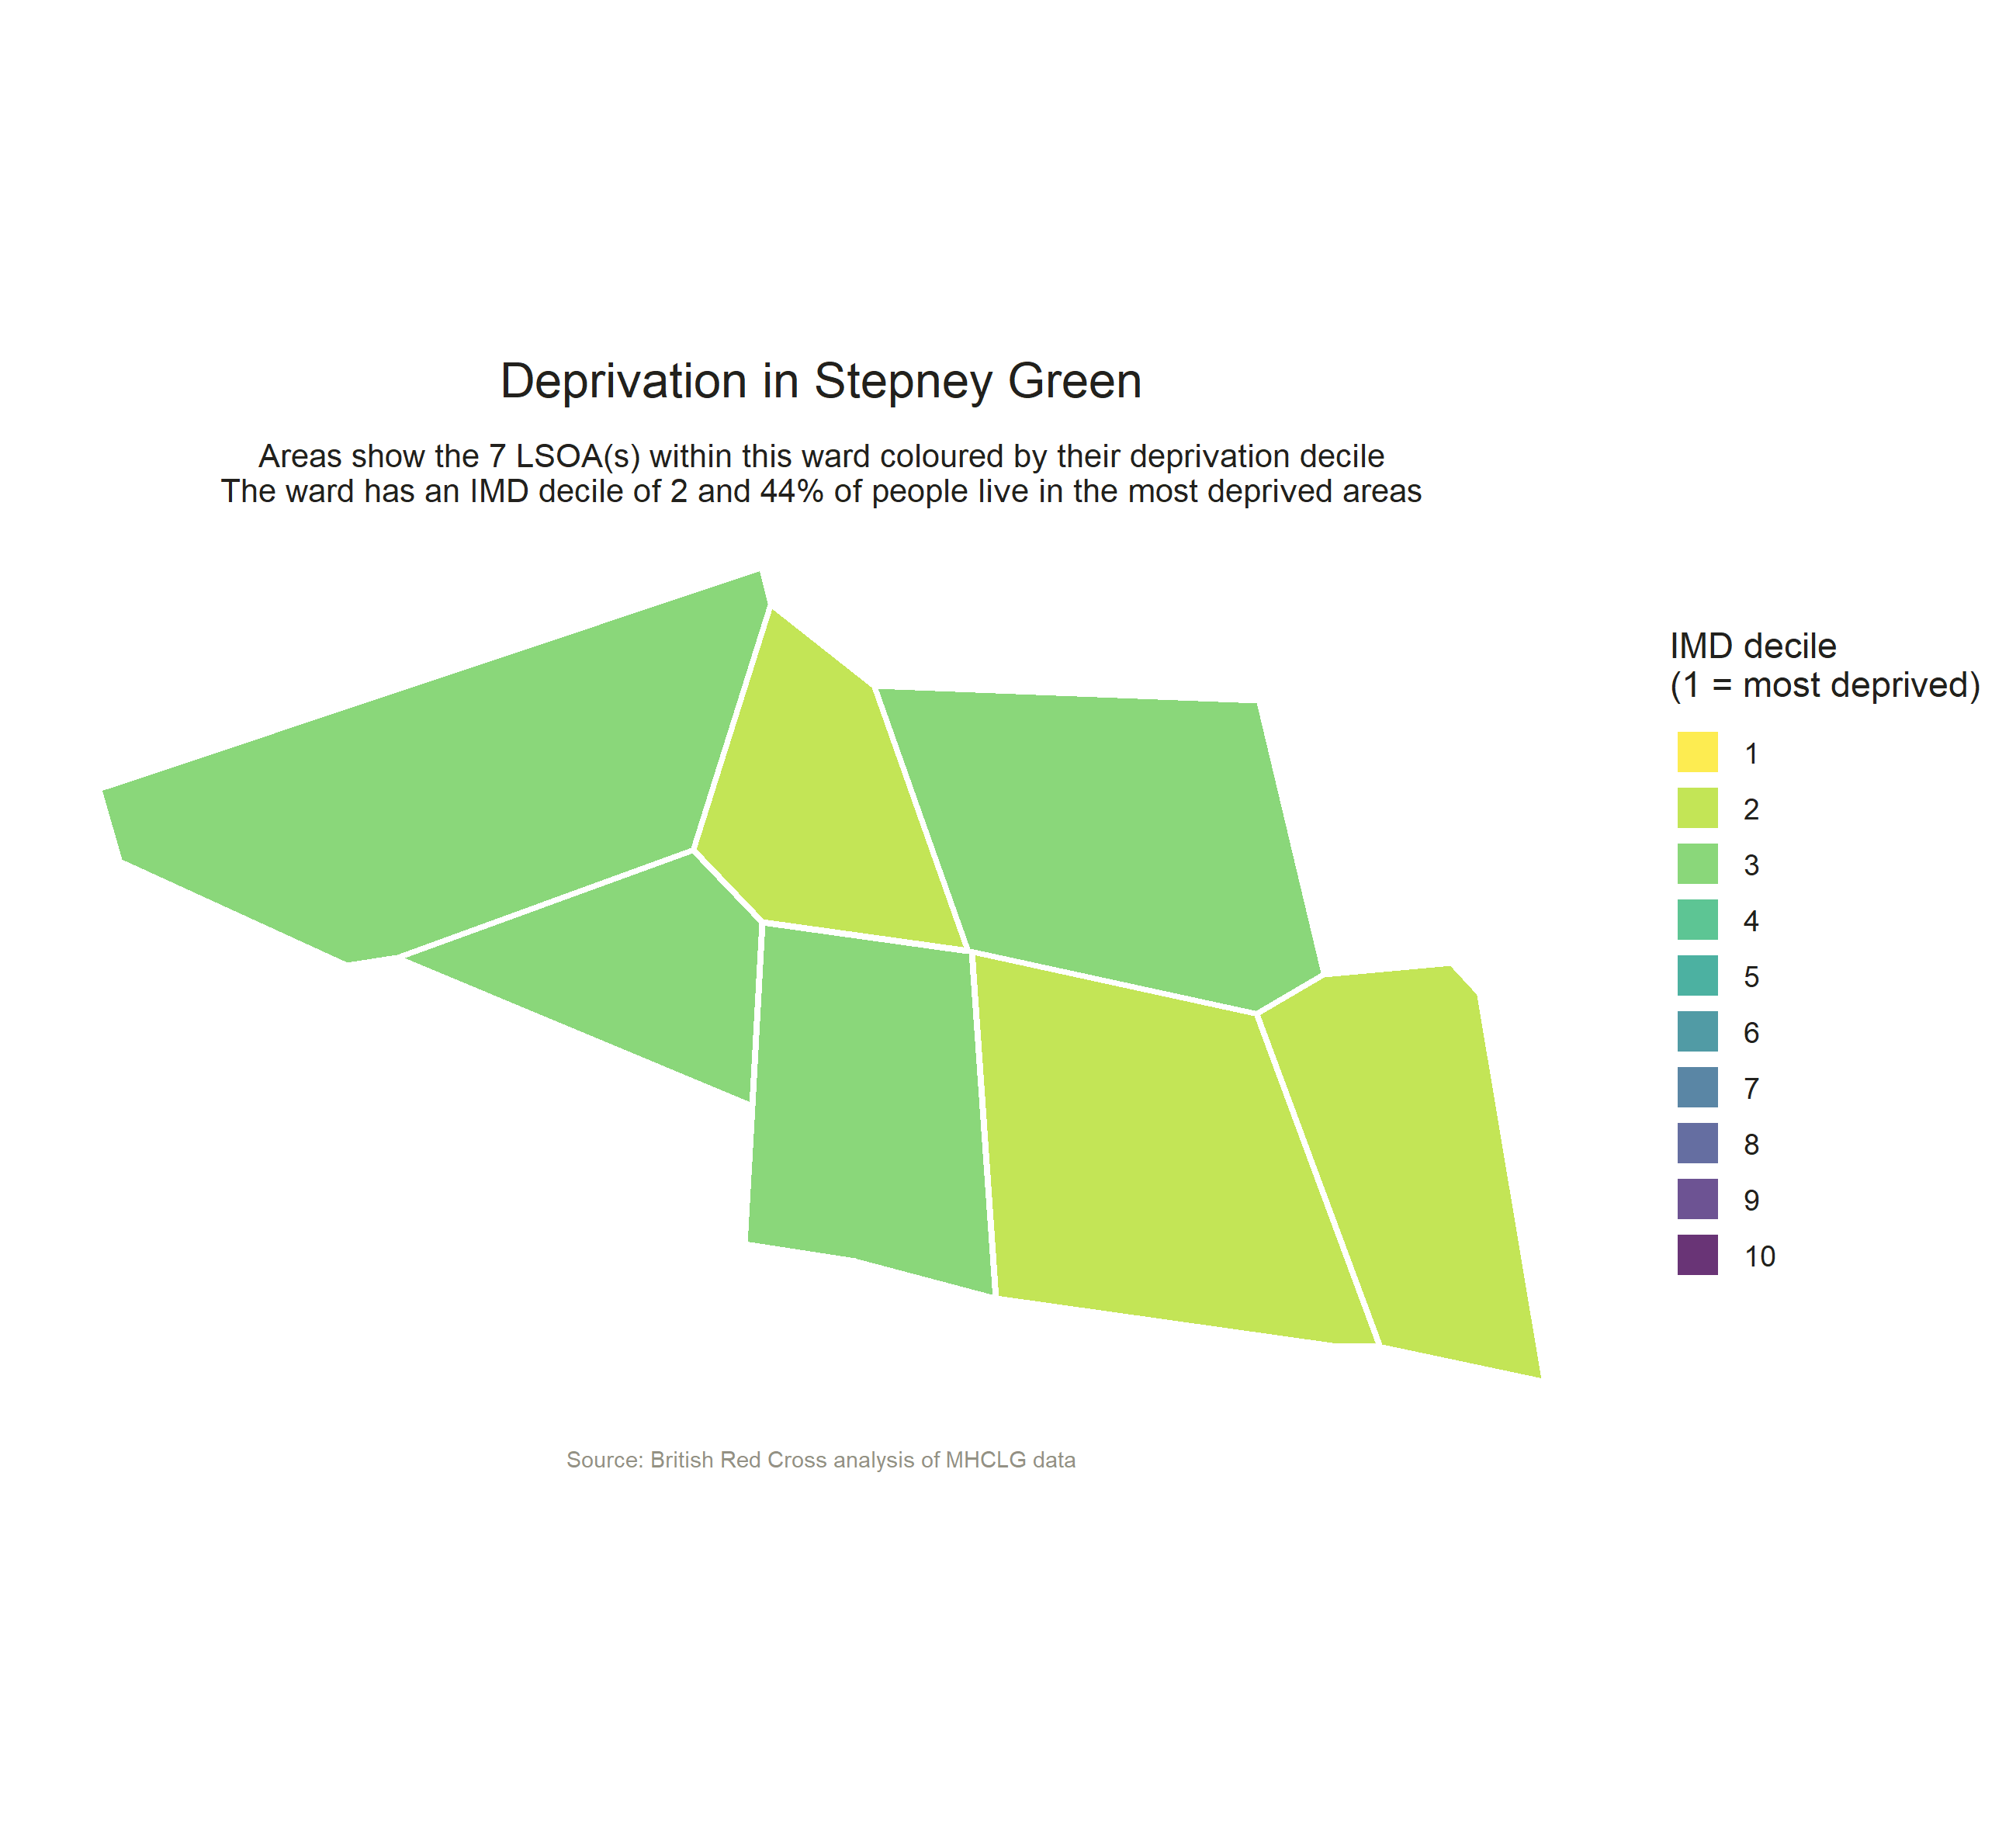 Deprivation in Stepney Green
Areas show the 7 LSOA(s) within this ward coloured by their deprivation decile
The ward has an IMD decile of 2 and 44% of people live in the most deprived areas
IMD decile
(1 = most deprived)
1
2
3
4
5
6
7
8
9
10
Source: British Red Cross analysis of MHCLG data